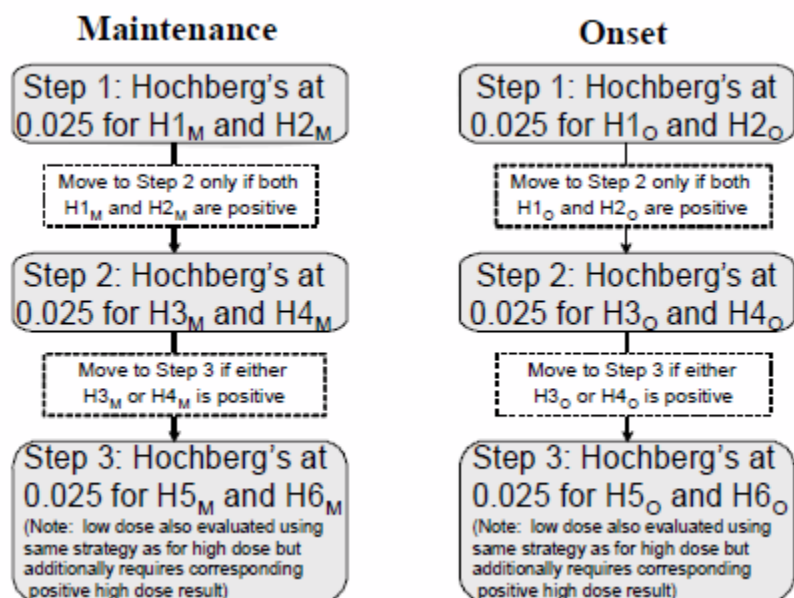 Maintenance
Step 1: Hochberg's at
0.025 for H1M and H2M
Move to Step 2 only if both
H1M and H2M are positive
Step 2: Hochberg's at
0.025 for H3M and H4M
Move to Step 3 if either
H3M or H4M is positive
Step 3: Hochberg's at
0.025 for H5M and H6M
(Note: low dose also evaluated using
same strategy as for high dose but
additionally requires corresponding
positive high dose result)
Onset
Step 1: Hochberg's at
0.025 for H1O and H2O
Move to Step 2 only if both
H1O and H2O are positive
Step 2: Hochberg's at
0.025 for H3O and H4O
Move to Step 3 if either
H3O or H4O is positive
Step 3: Hochberg's at
0.025 for H5O and H6O
(Note: low dose also evaluated using
same strategy as for high dose but
additionally requires corresponding
positive high dose result)